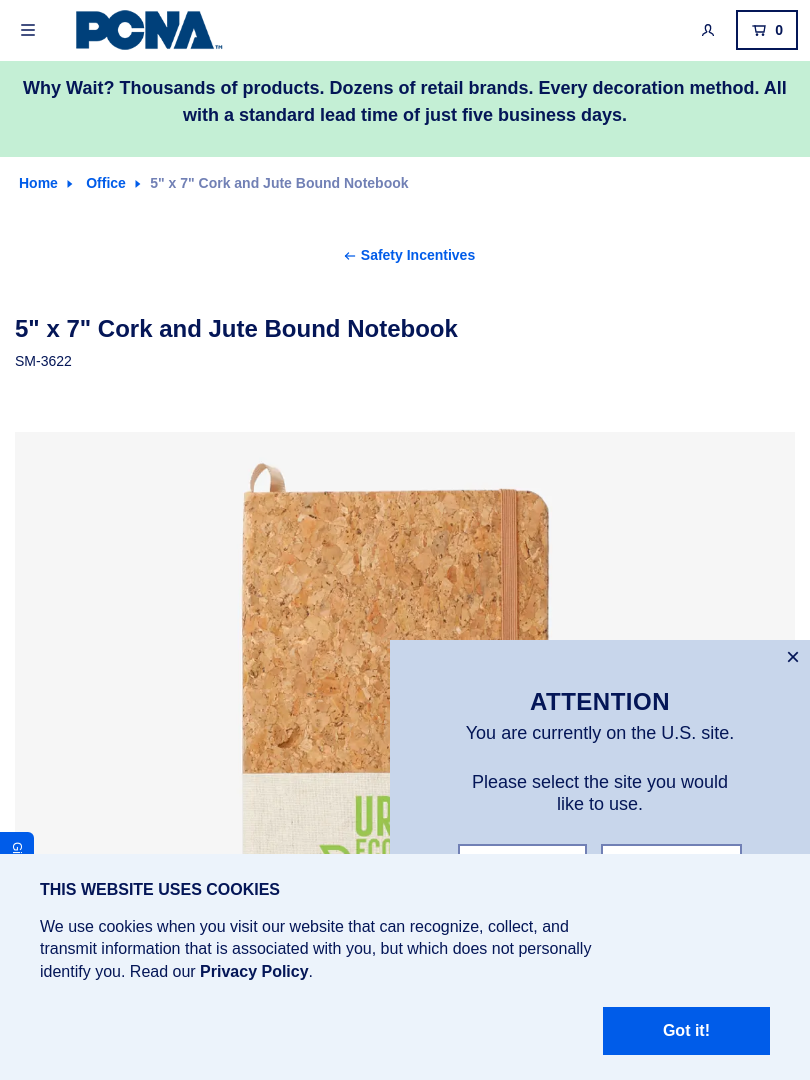 PCNA™
0
Why Wait? Thousands of products. Dozens of retail brands. Every decoration method. All
with a standard lead time of just five business days.
Home
Office
5" x 7" Cork and Jute Bound Notebook
← Safety Incentives
5" x 7" Cork and Jute Bound Notebook
SM-3622
ATTENTION
You are currently on the U.S. site.
Please select the site you would
like to use.
THIS WEBSITE USES COOKIES
We use cookies when you visit our website that can recognize, collect, and
transmit information that is associated with you, but which does not personally
identify you. Read our Privacy Policy.
Got it!